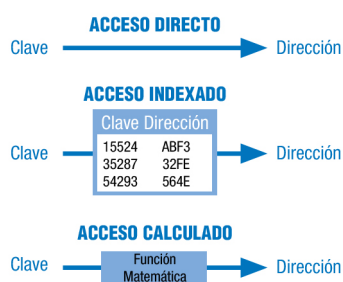 ACCESO DIRECTO
Clave Dirección
ACCESO INDEXADO
Clave Dirección
15524 ABF3
Clave 35287 32FE Dirección
54293 564E
ACCESO CALCULADO
Función
Clave Dirección
Matemática